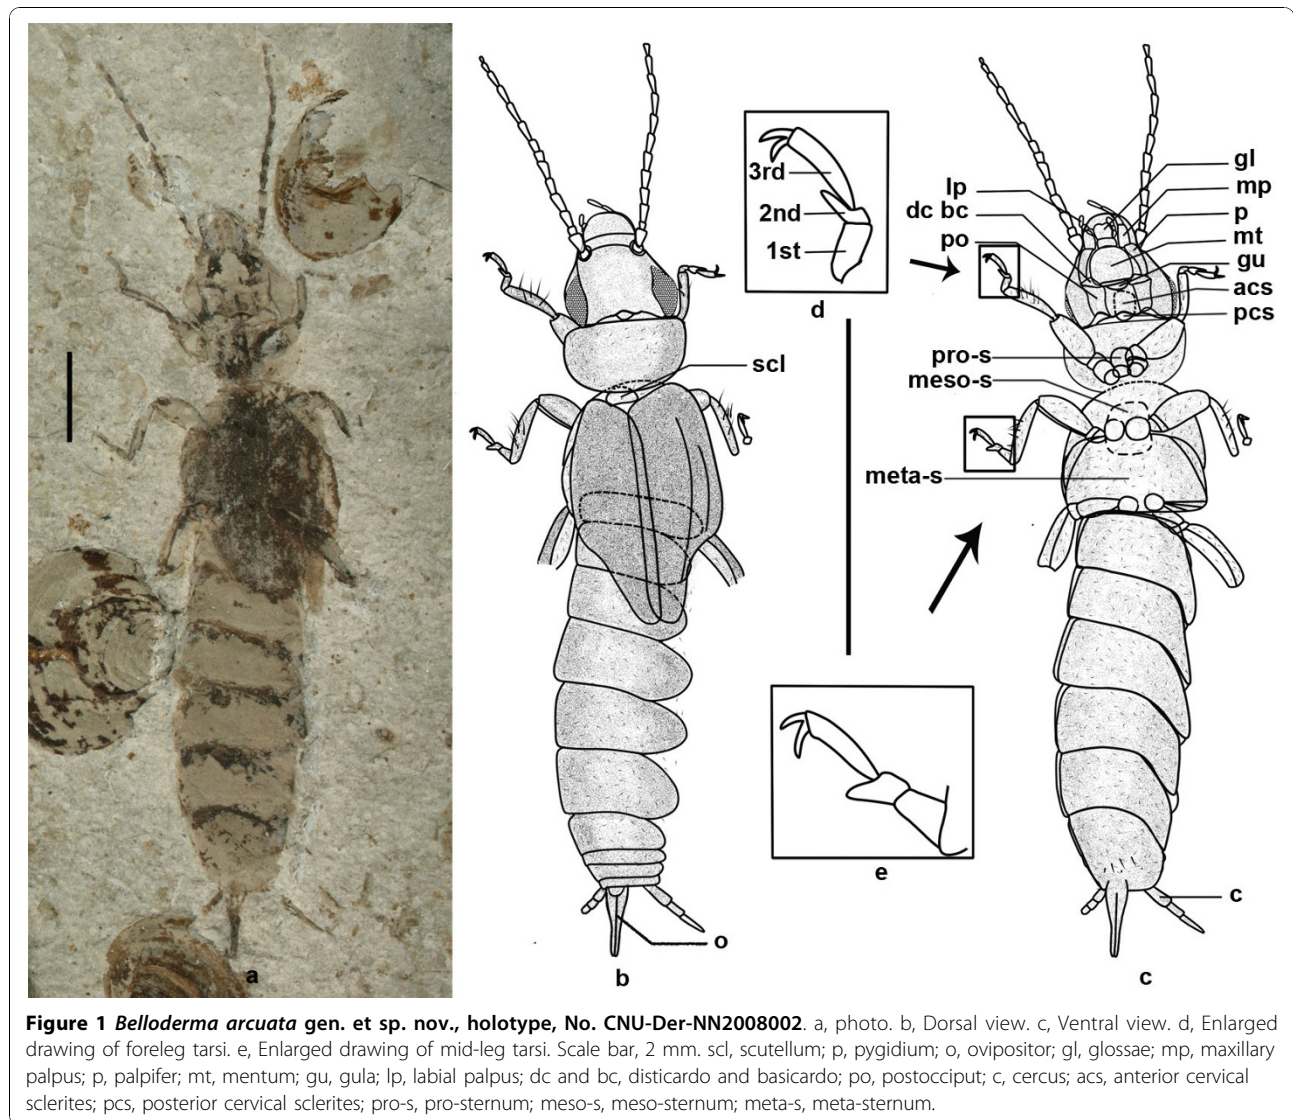 gl
lp
mp
dc bc
p
po
mt
gu
acs
pcs
3rd
2nd
1st
d
scl
pro-s
meso-s
meta-s
e
c
o
a
b
c
Figure 1 Belloderma arcuata gen. et sp. nov., holotype, No. CNU-Der-NN2008002. a, photo. b, Dorsal view. c, Ventral view. d, Enlarged
drawing of foreleg tarsi. e, Enlarged drawing of mid-leg tarsi. Scale bar, 2 mm. scl, scutellum; p, pygidium; o, ovipositor; gl, glossae; mp, maxillary
palpus; p, palpifer; mt, mentum; gu, gula; lp, labial palpus; dc and bc, disticardo and basicardo; po, postocciput; c, cercus; acs, anterior cervical
sclerites; pcs, posterior cervical sclerites; pro-s, pro-sternum; meso-s, meso-sternum; meta-s, meta-sternum.